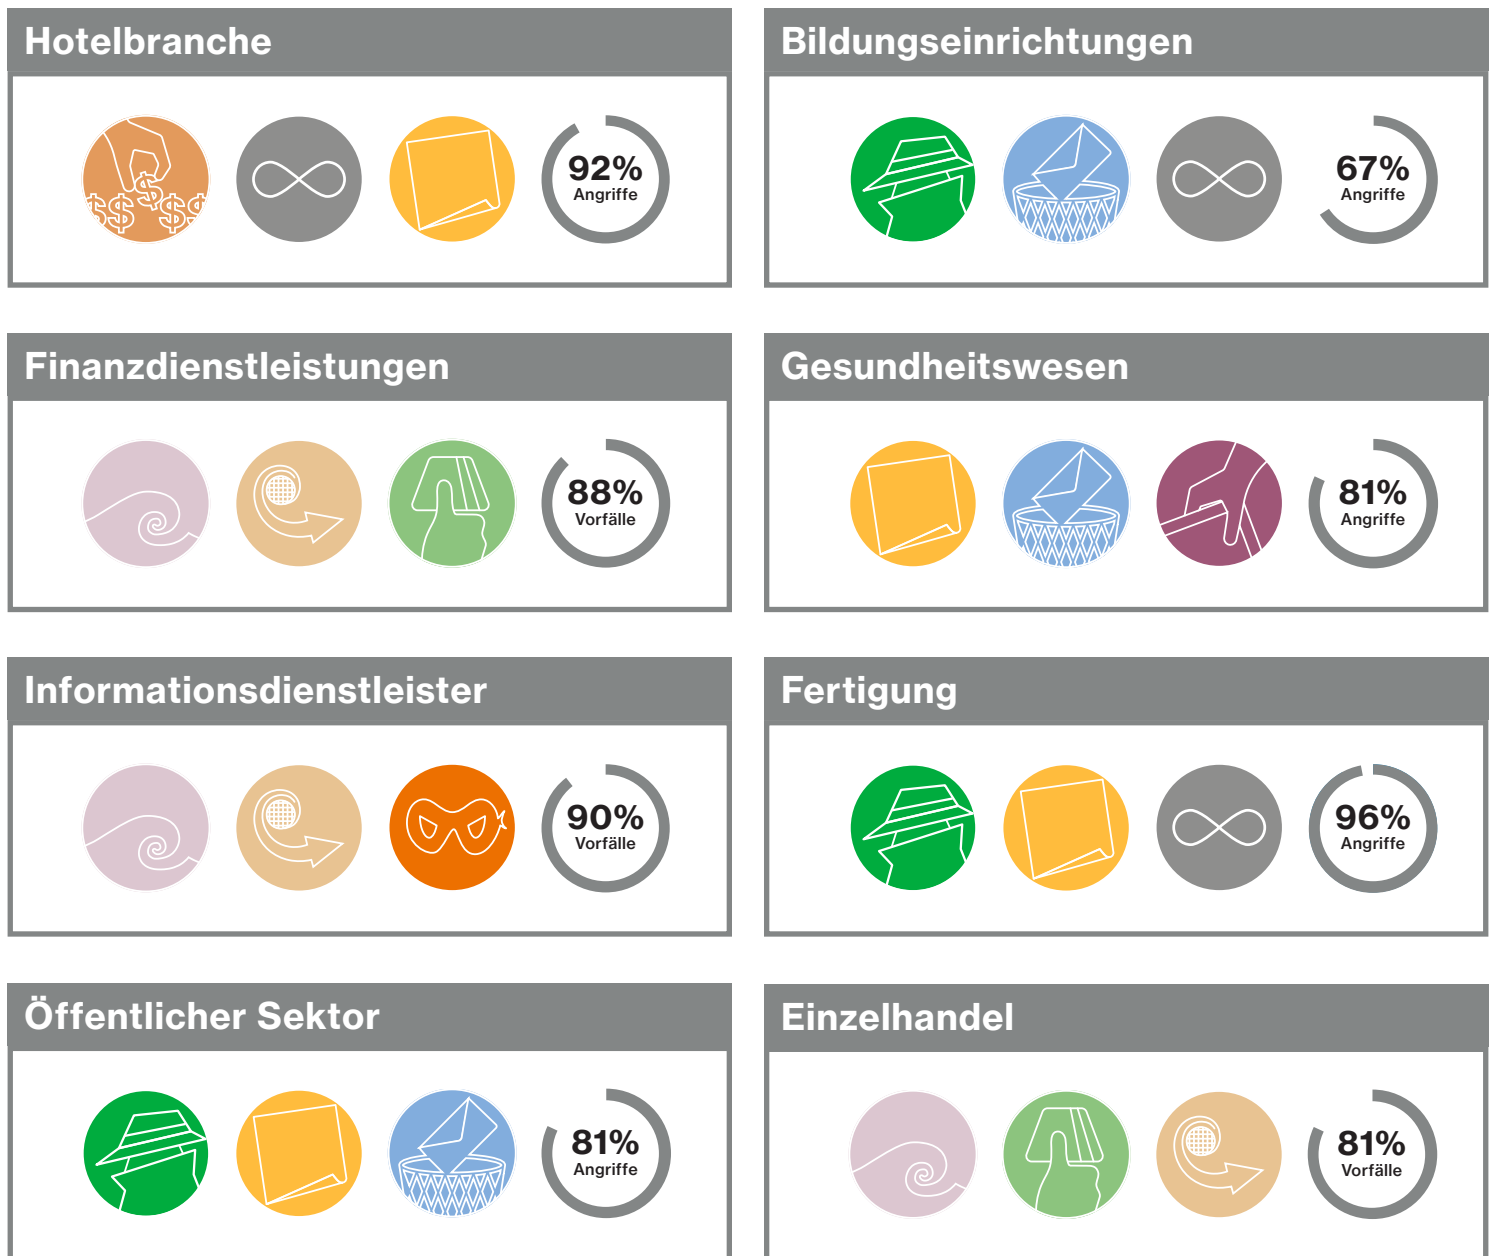 Hotelbranche
92%
Angriffe
Bildungseinrichtungen
67%
Angriffe
Finanzdienstleistungen
88%
Vorfälle
Gesundheitswesen
81%
Angriffe
Informationsdienstleister
90%
Vorfälle
Fertigung
96%
Angriffe
Öffentlicher Sektor
81%
Angriffe
Einzelhandel
81%
Vorfälle